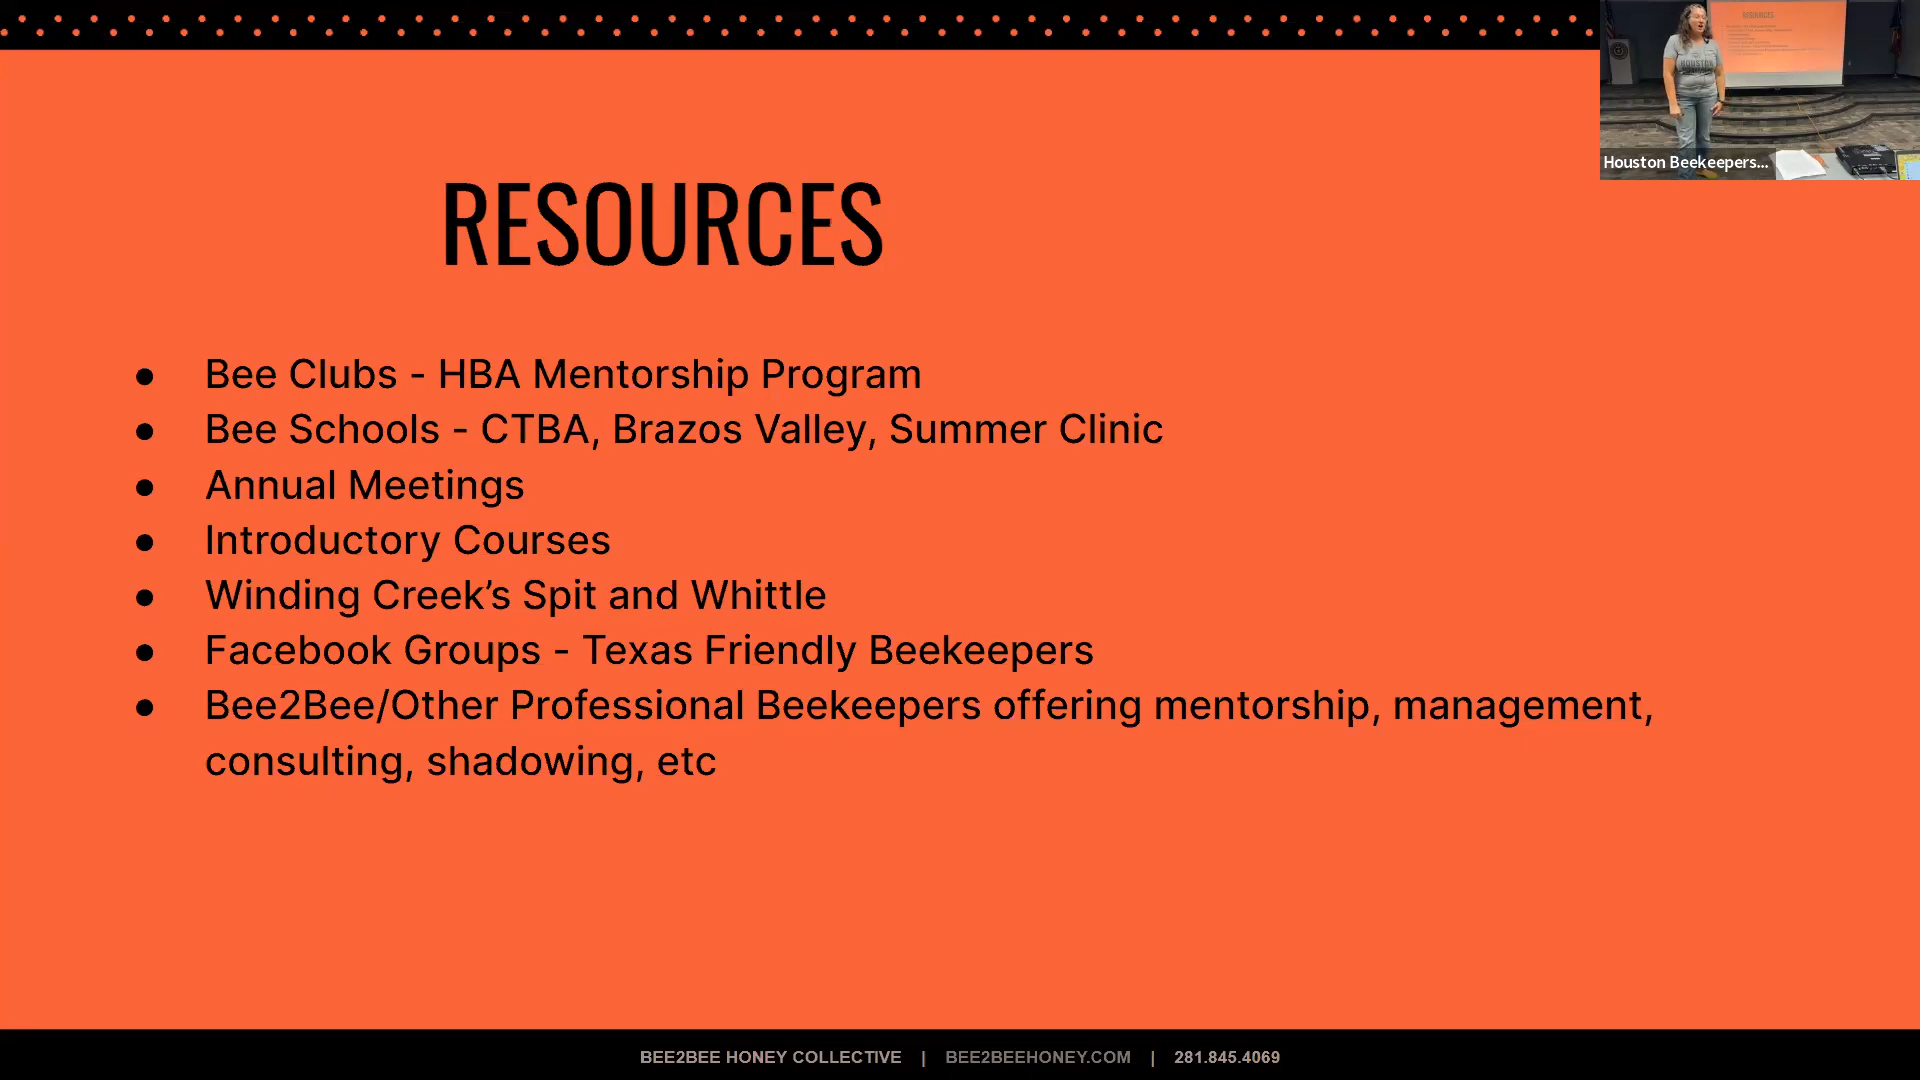 RESOURCES
● Bee Clubs - HBA Mentorship Program
● Bee Schools - CTBA, Brazos Valley, Summer Clinic
● Annual Meetings
● Introductory Courses
● Winding Creek’s Spit and Whittle
● Facebook Groups - Texas Friendly Beekeepers
● Bee2Bee/Other Professional Beekeepers offering mentorship, management,
consulting, shadowing, etc
Houston Beekeepers...
RESOURCES
BEE2BEE HONEY COLLECTIVE | BEE2BEEHONEY.COM | 281.845.4069